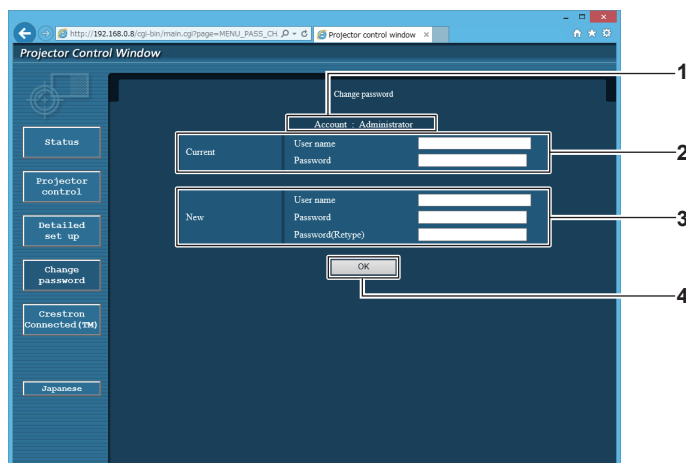 http://192.168.0.8/cgi-bin/main.cgi?page=MENU_PASS_CH
Projector control window
Projector Control Window
1
Change password
Account : Administrator
Status
Current
User name
Password
2
Projector
control
New
User name
Password
Password(Retype)
3
Detailed
set up
OK
Change
password
4
Crestron
Connected(TM)
Japanese